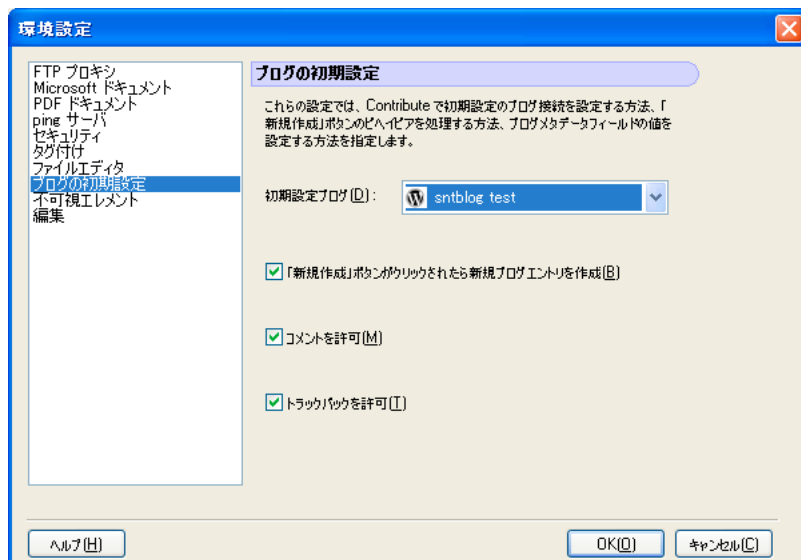 環境設定
FTP プロキシ
Microsoft ドキュメント
PDF ドキュメント
ping サーバ
セキュリティ
タグ付け
ファイルエディタ
ブログの初期設定
不可視エレメント
編集
ブログの初期設定
これらの設定では、Contribute で初期設定のブログ接続を設定する方法、「
新規作成」ボタンのビヘイビアを処理する方法、ブログメタデータフィールドの値を
設定する方法を指定します。
初期設定ブログ(D):
sntblog test
「新規作成」ボタンがクリックされたら新規ブログエントリを作成(B)
コメントを許可(M)
トラックバックを許可(T)
ヘルプ(H)
OK(O)
キャンセル(C)